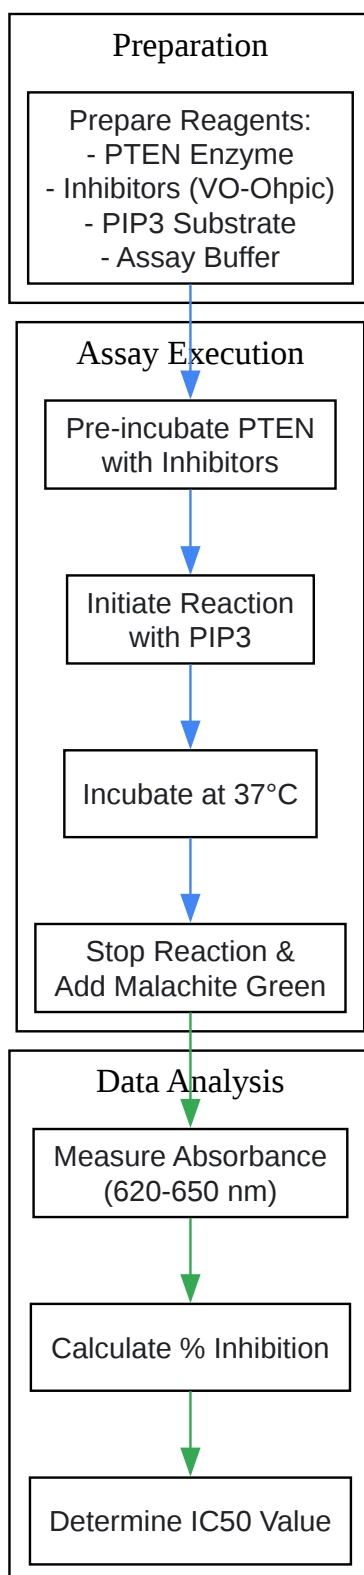 Preparation
Prepare Reagents:
- PTEN Enzyme
- Inhibitors (VO-Ohpic)
- PIP3 Substrate
- Assay Buffer
Assay Execution
Pre-incubate PTEN
with Inhibitors
Initiate Reaction
with PIP3
Incubate at 37°C
Stop Reaction &
Add Malachite Green
Data Analysis
Measure Absorbance
(620-650 nm)
Calculate % Inhibition
Determine IC50 Value